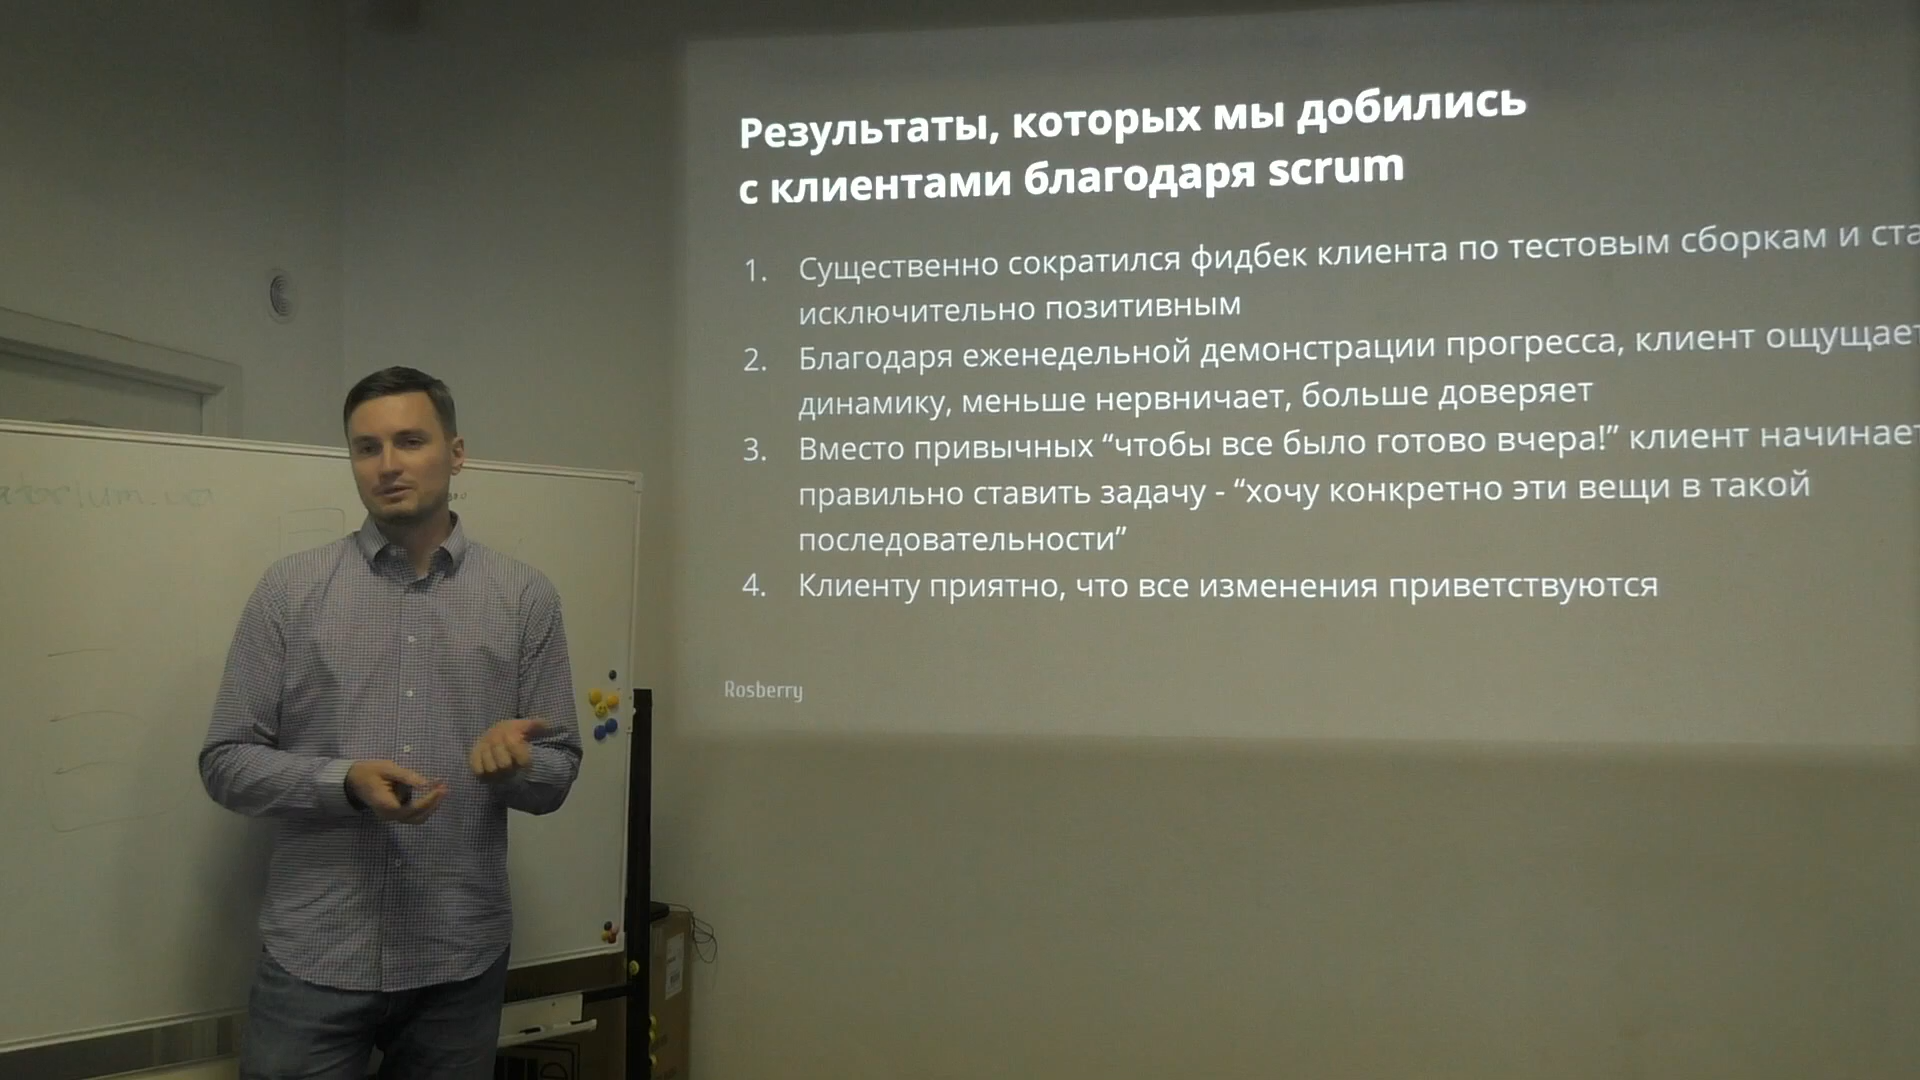 Результаты, которых мы добились
с клиентами благодаря scrum
1. Существенно сократился фидбек клиента по тестовым сборкам и
исключительно позитивным
2. Благодаря еженедельной демонстрации прогресса, клиент ощущает
динамику, меньше нервничает, больше доверяет
3. Вместо привычных “чтобы все было готово вчера!” клиент начинает
правильно ставить задачу - “хочу конкретно эти вещи в такой
последовательности”
4. Клиенту приятно, что все изменения приветствуются
Rosberry